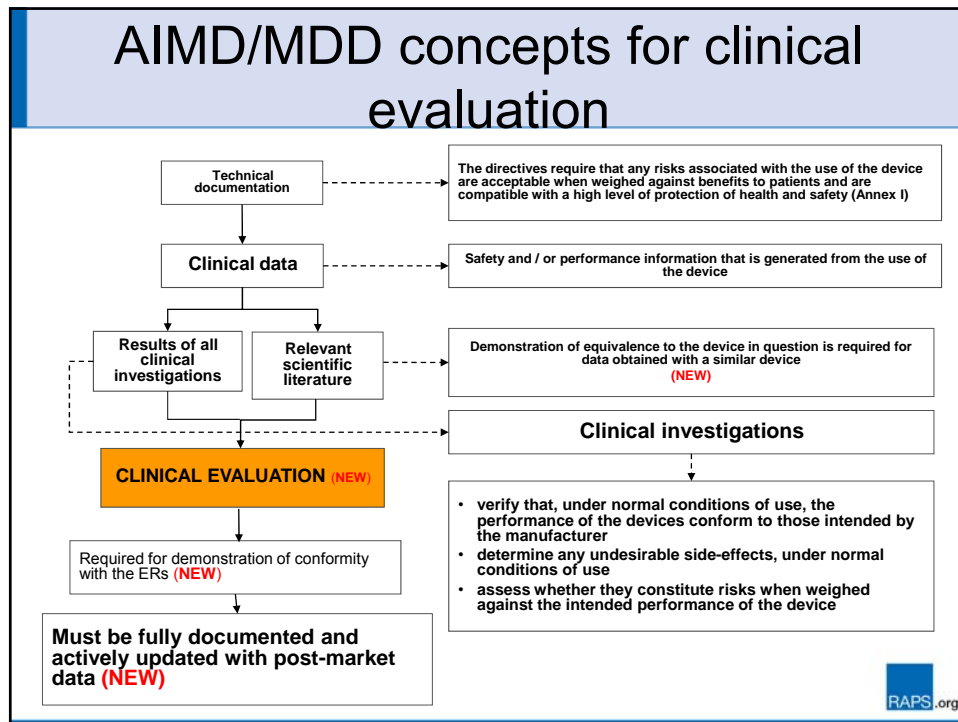 AIMD/MDD concepts for clinical
evaluation
Technical
documentation
The directives require that any risks associated with the use of the device
are acceptable when weighed against benefits to patients and are
compatible with a high level of protection of health and safety (Annex I)
Clinical data
Safety and / or performance information that is generated from the use of
the device
Results of all
clinical
investigations
Relevant
scientific
literature
Demonstration of equivalence to the device in question is required for
data obtained with a similar device
(NEW)
Clinical investigations
CLINICAL EVALUATION (NEW)
• verify that, under normal conditions of use, the
performance of the devices conform to those intended by
the manufacturer
• determine any undesirable side-effects, under normal
conditions of use
• assess whether they constitute risks when weighed
against the intended performance of the device
Required for demonstration of conformity
with the ERs (NEW)
Must be fully documented and
actively updated with post-market
data (NEW)
RAPS.org